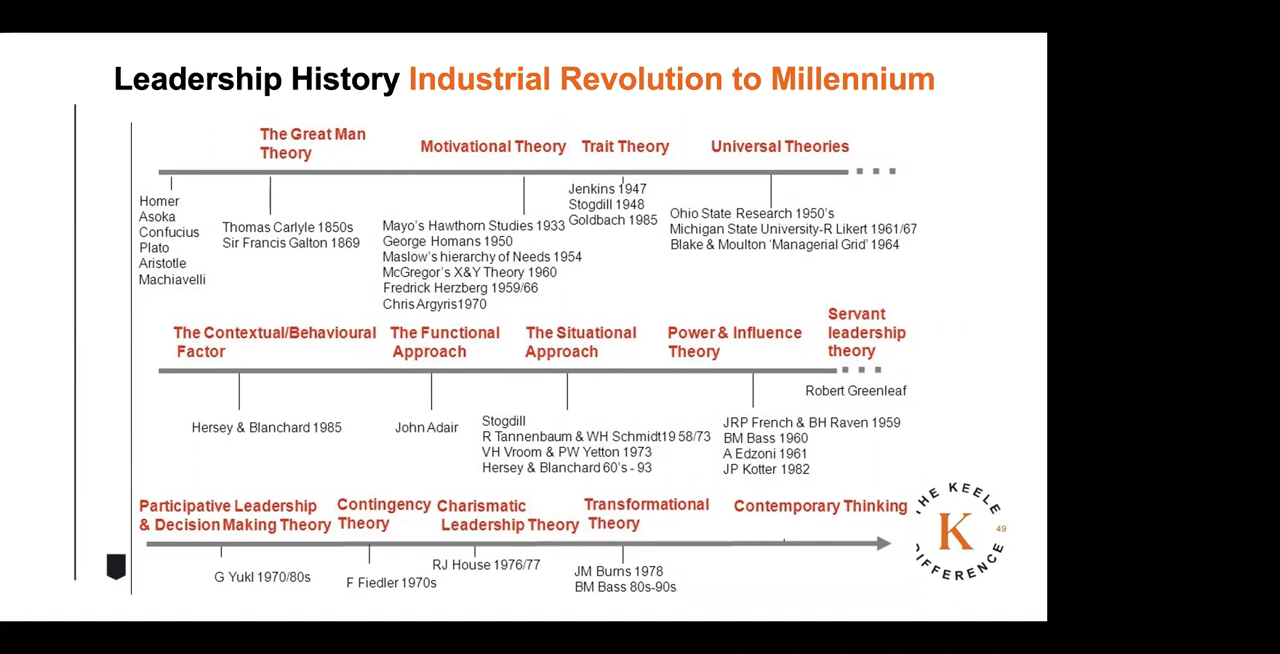 Leadership History Industrial Revolution to Millennium
The Great Man
Theory
Motivational Theory
Trait Theory
Universal Theories
Homer
Asoka
Confucius
Plato
Aristotle
Machiavelli
Thomas Carlyle 1850s
Sir Francis Galton 1869
Mayo's Hawthorn Studies 1933
George Homans 1950
Maslow's hierarchy of Needs 1954
McGregor's X&Y Theory 1960
Fredrick Herzberg 1959/66
Chris Argyris1970
Jenkins 1947
Stogdill 1948
Goldbach 1985
Ohio State Research 1950's
Michigan State University-R Likert 1961/67
Blake & Moulton 'Managerial Grid' 1964
The Contextual/Behavioural
Factor
The Functional
Approach
The Situational
Approach
Power & Influence
Theory
Servant
leadership
theory
Robert Greenleaf
Hersey & Blanchard 1985
John Adair
Stogdill
R Tannenbaum & WH Schmidt19 58/73
VH Vroom & PW Yetton 1973
Hersey & Blanchard 60's - 93
JRP French & BH Raven 1959
BM Bass 1960
A Edzoni 1961
JP Kotter 1982
Participative Leadership
& Decision Making Theory
Contingency
Theory
Charismatic
Leadership Theory
Transformational
Theory
Contemporary Thinking
G Yukl 1970/80s
F Fiedler 1970s
RJ House 1976/77
JM Burns 1978
BM Bass 80s-90s
THE KEELE
K
DIFFERENCE
49